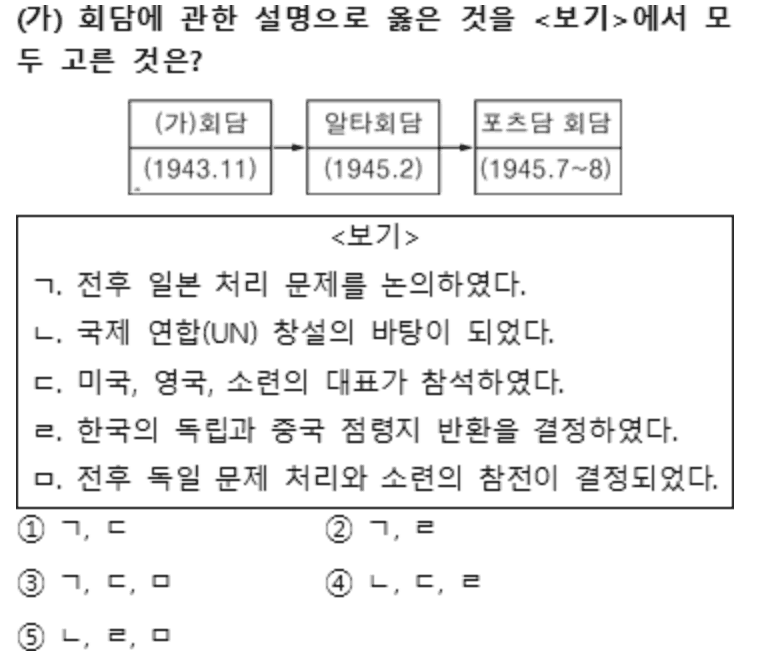 (가) 회담에 관한 설명으로 옳은 것을 <보기>에서 모
두 고른 것은?
(가)회담 알타회담 포츠담 회담
(1943.11) (1945.2) (1945.7~8)
<보기>
ㄱ. 전후 일본 처리 문제를 논의하였다.
ㄴ. 국제 연합(UN) 창설의 바탕이 되었다.
ㄷ. 미국, 영국, 소련의 대표가 참석하였다.
ㄹ. 한국의 독립과 중국 점령지 반환을 결정하였다.
ㅁ. 전후 독일 문제 처리와 소련의 참전이 결정되었다.
① ㄱ, ㄷ ② ㄱ, ㄹ
③ ㄱ, ㄷ, ㅁ ④ ㄴ, ㄷ, ㄹ
⑤ ㄴ, ㄹ, ㅁ